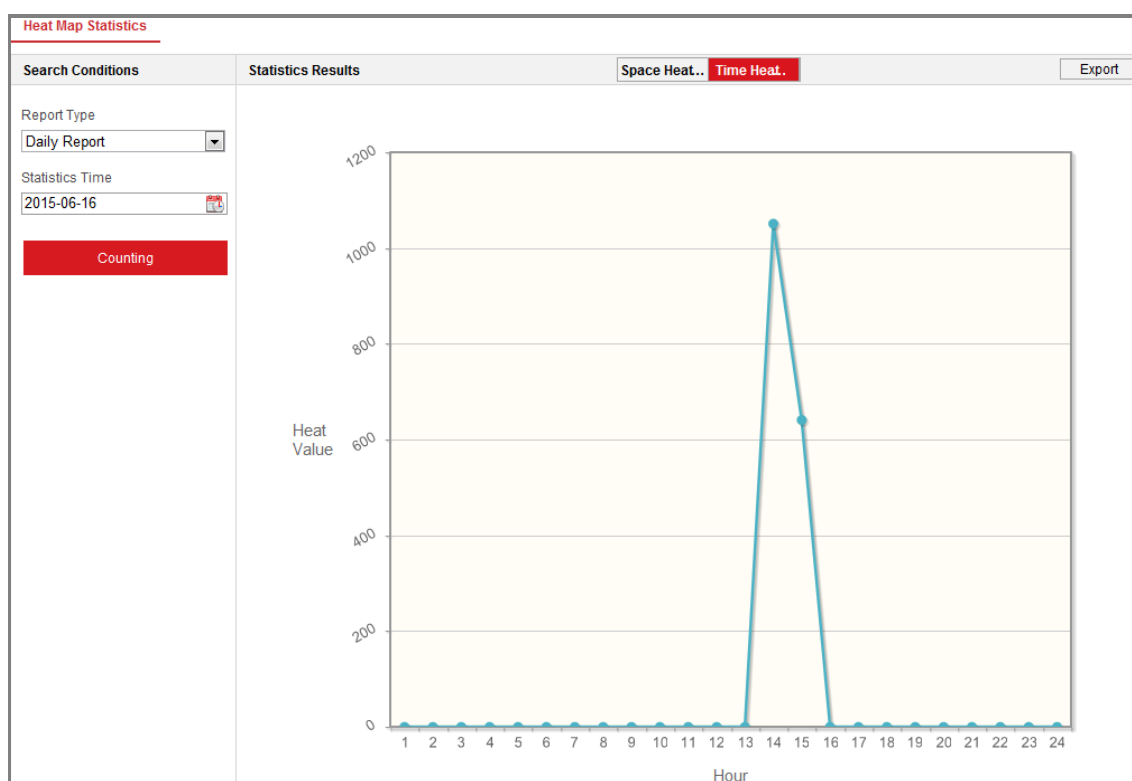 Heat Map Statistics
Search Conditions
Statistics Results
Space Heat...
Time Heat..
Export
Report Type
Daily Report
Statistics Time
2015-06-16
Counting
1200
1000
800
600
400
200
0
Heat
Value
1 2 3 4 5 6 7 8 9 10 11 12 13 14 15 16 17 18 19 20 21 22 23 24
Hour